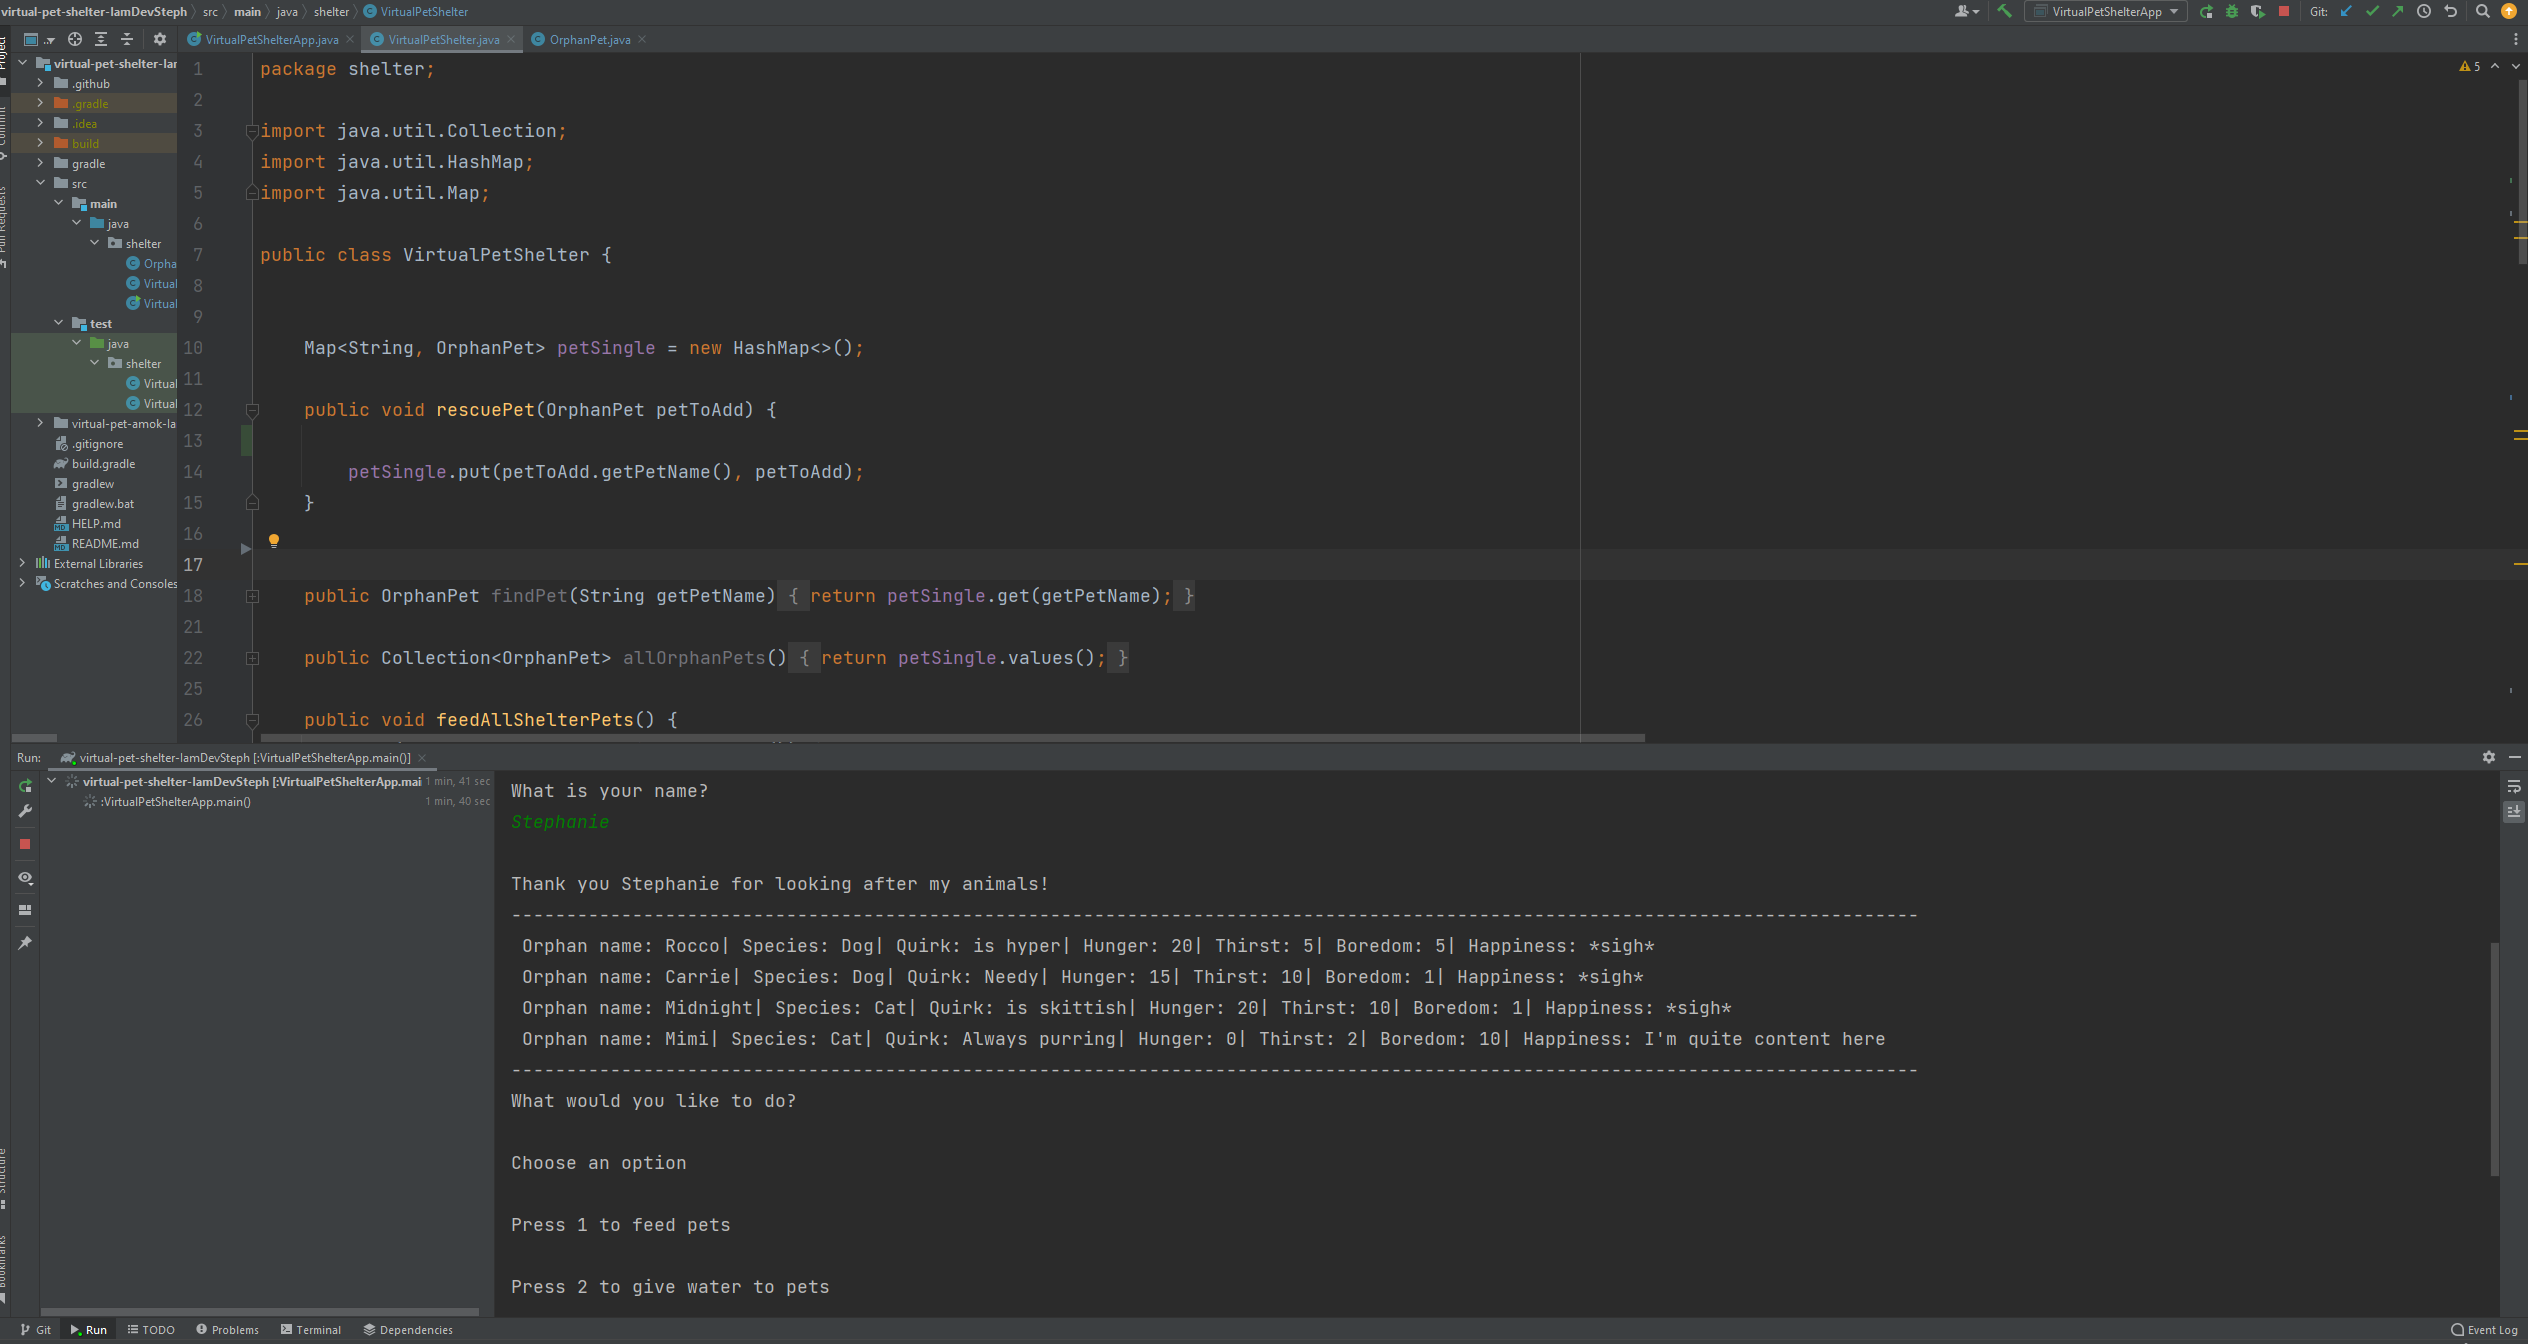 virtual-pet-shelter-IamDevSteph src main java shelter VirtualPetShelter
VirtualPetShelterApp Git:
VirtualPetShelterApp.java VirtualPetShelter.java OrphanPet.java
Project
Commit
Pull Requests
virtual-pet-shelter-Iar
.github
.gradle
.idea
build
gradle
src
main
java
shelter
Orpha
Virtual
Virtual
test
java
shelter
Virtual
Virtual
virtual-pet-amok-Ia
.gitignore
build.gradle
gradlew
gradlew.bat
HELP.md
README.md
External Libraries
Scratches and Consoles
5
1 package shelter;
2
3 import java.util.Collection;
4 import java.util.HashMap;
5 import java.util.Map;
6
7 public class VirtualPetShelter {
8
9
10 Map<String, OrphanPet> petSingle = new HashMap<>();
11
12 public void rescuePet(OrphanPet petToAdd) {
13
14 petSingle.put(petToAdd.getPetName(), petToAdd);
15 }
16
17
18 public OrphanPet findPet(String getPetName) { return petSingle.get(getPetName); }
21
22 public Collection<OrphanPet> allOrphanPets() { return petSingle.values(); }
25
26 public void feedAllShelterPets() {
Run: virtual-pet-shelter-IamDevSteph [:VirtualPetShelterApp.main()]
virtual-pet-shelter-IamDevSteph [:VirtualPetShelterApp.mai 1 min, 41 sec
:VirtualPetShelterApp.main() 1 min, 40 sec
What is your name?
Stephanie
Thank you Stephanie for looking after my animals!
--------------------------------------------------------------------------------------------------------------------------------
Orphan name: Rocco| Species: Dog| Quirk: is hyper| Hunger: 20| Thirst: 5| Boredom: 5| Happiness: *sigh*
Orphan name: Carrie| Species: Dog| Quirk: Needy| Hunger: 15| Thirst: 10| Boredom: 1| Happiness: *sigh*
Orphan name: Midnight| Species: Cat| Quirk: is skittish| Hunger: 20| Thirst: 10| Boredom: 1| Happiness: *sigh*
Orphan name: Mimi| Species: Cat| Quirk: Always purring| Hunger: 0| Thirst: 2| Boredom: 10| Happiness: I'm quite content here
--------------------------------------------------------------------------------------------------------------------------------
What would you like to do?
Choose an option
Press 1 to feed pets
Press 2 to give water to pets
Structure
Bookmarks
Git Run TODO Problems Terminal Dependencies Event Log